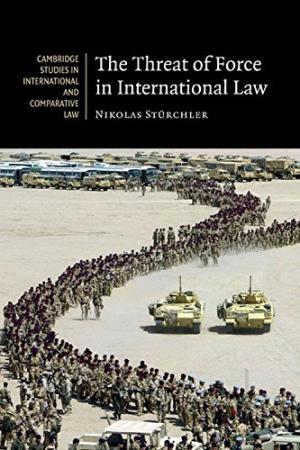 CAMBRIDGE
STUDIES IN
INTERNATIONAL
AND
COMPARATIVE
LAW
The Threat of Force
in International Law
NIKOLAS STÜRCHLER